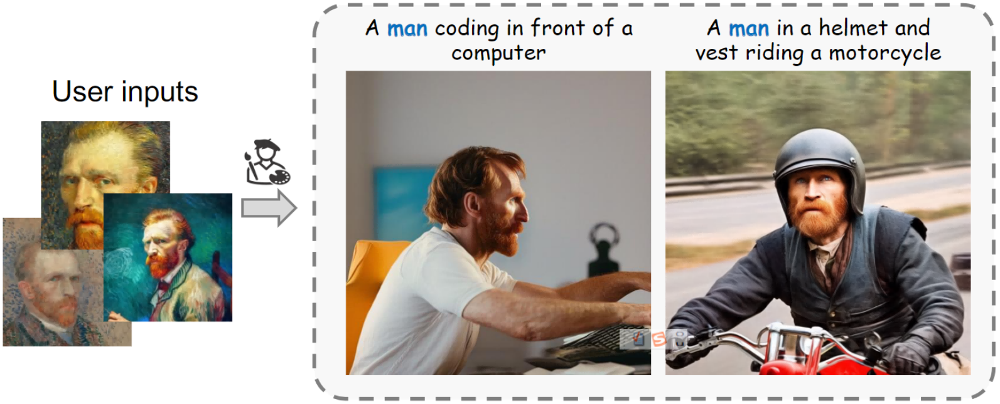 User inputs
A man coding in front of a
computer
A man in a helmet and
vest riding a motorcycle